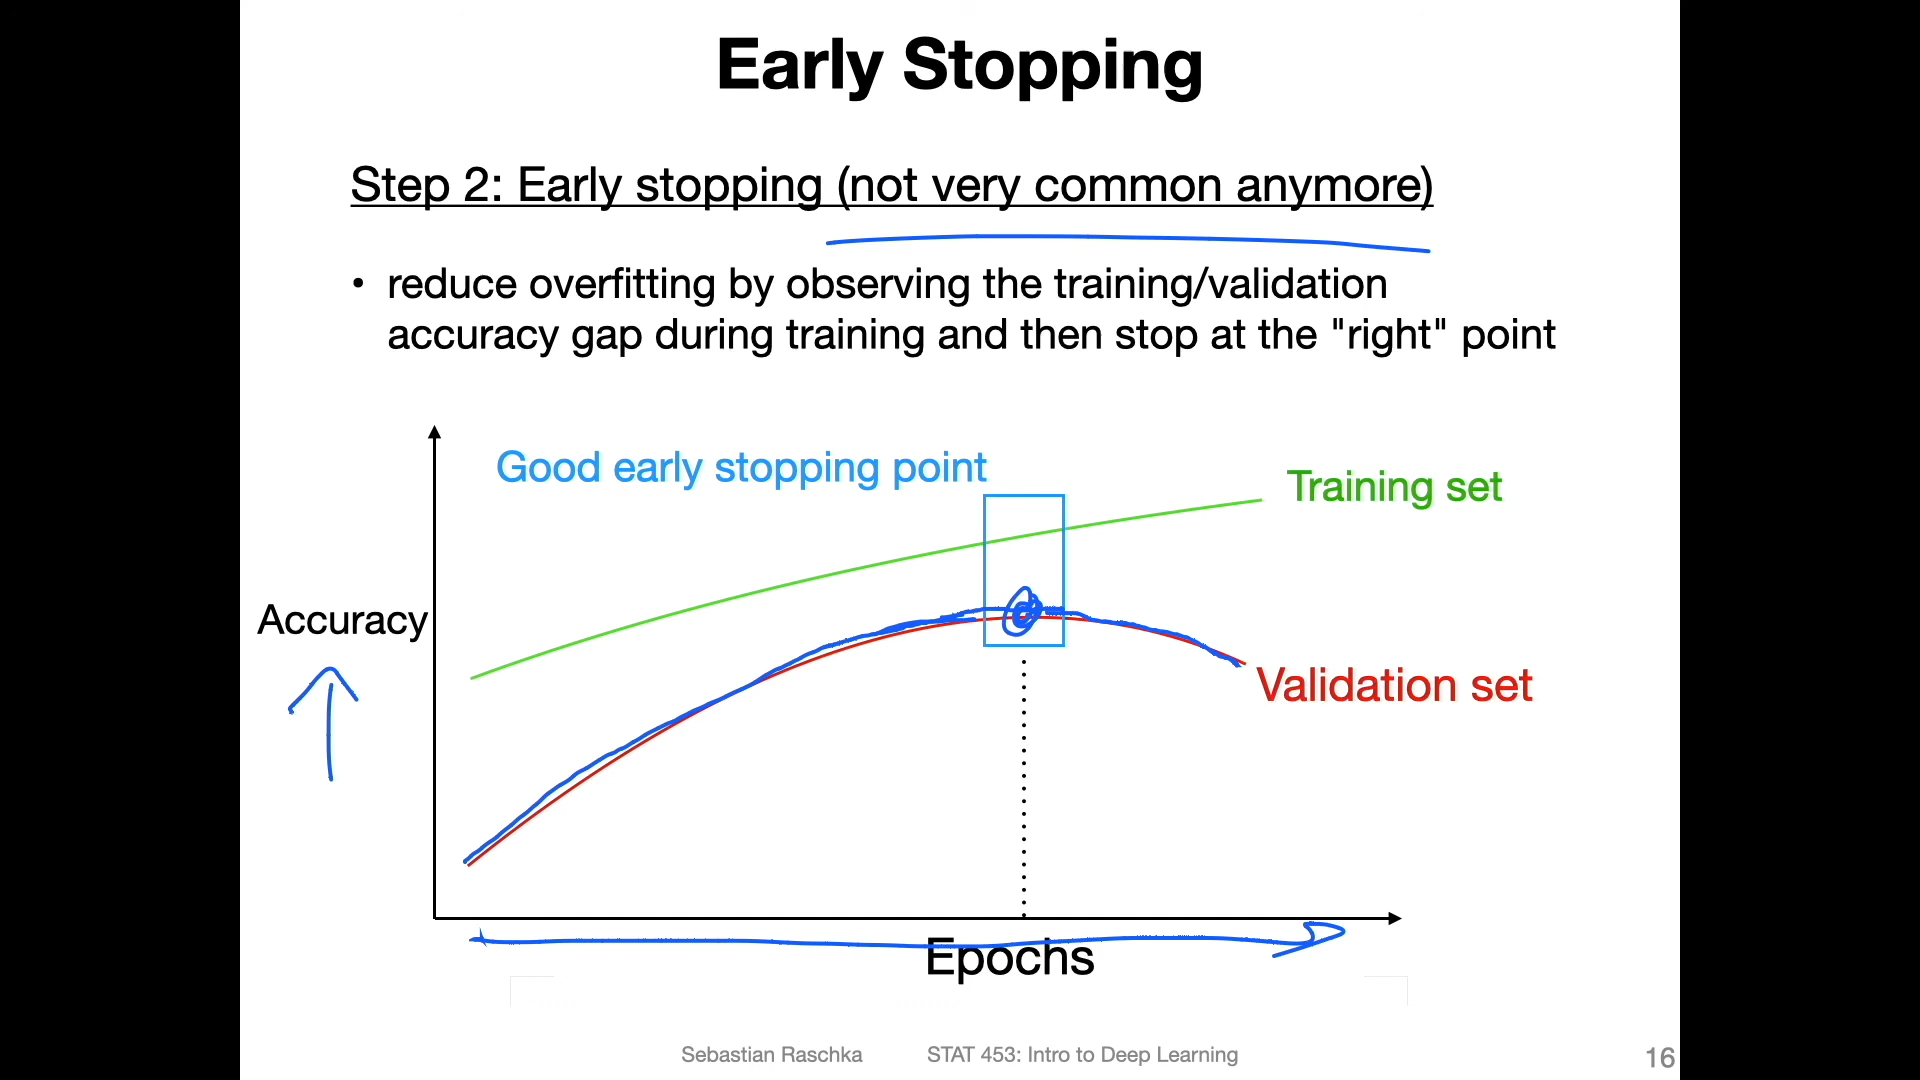 Early Stopping
Step 2: Early stopping (not very common anymore)
• reduce overfitting by observing the training/validation
accuracy gap during training and then stop at the "right" point
Good early stopping point
Training set
Accuracy
Validation set
Epochs
Sebastian Raschka STAT 453: Intro to Deep Learning 16